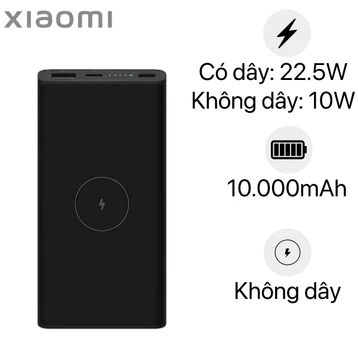 xiaomi
Có dây: 22.5W
Không dây: 10W
10.000mAh
Không dây